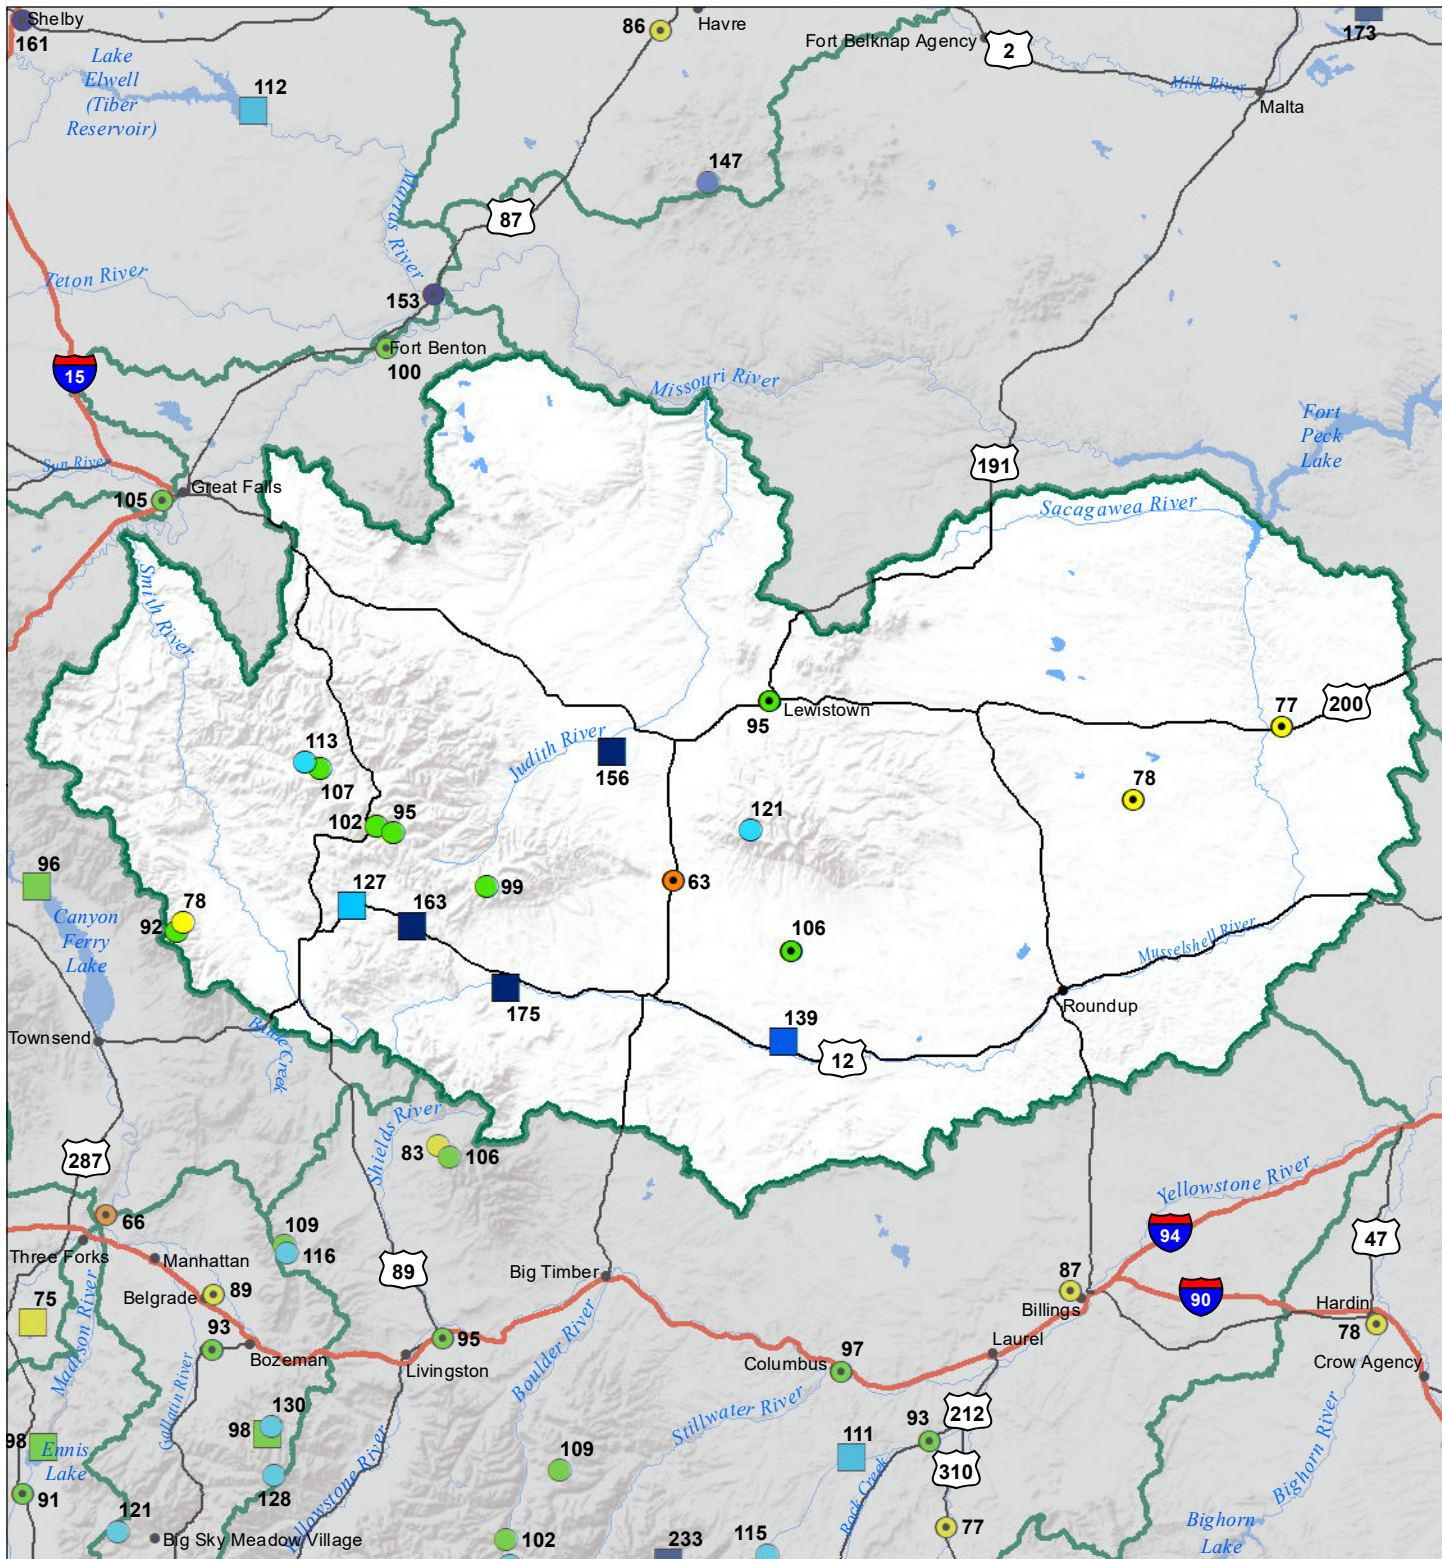 Shelby
161
86
Havre
Fort Belknap Agency
2
173
Lake
Elwell
(Tiber
Reservoir)
112
Milk River
Malta
147
Marias River
87
Teton River
153
Fort Benton
100
15
Missouri River
Fort
Peck
Lake
191
Sun River
Great Falls
105
Sacagawea River
Smith River
77
200
95
Lewistown
Judith River
113
107
156
78
102
95
121
96
127
99
63
163
78
92
Canyon
Ferry
Lake
106
Musselshell River
175
Roundup
139
12
Townsend
Battle Creek
Shields River
83
106
287
Yellowstone River
66
109
116
94
47
Three Forks
Manhattan
89
Big Timber
87
90
Belgrade
89
Billings
Hardin
75
Madison River
78
93
Bozeman
95
Livingston
Boulder River
Columbus
97
Laurel
Crow Agency
Gallatin River
130
98
Stillwater River
93
212
98
Ennis
Lake
109
111
310
Bighorn River
91
128
Yellowstone River
Rock Creek
121
Big Sky Meadow Village
102
233
115
77
Bighorn
Lake